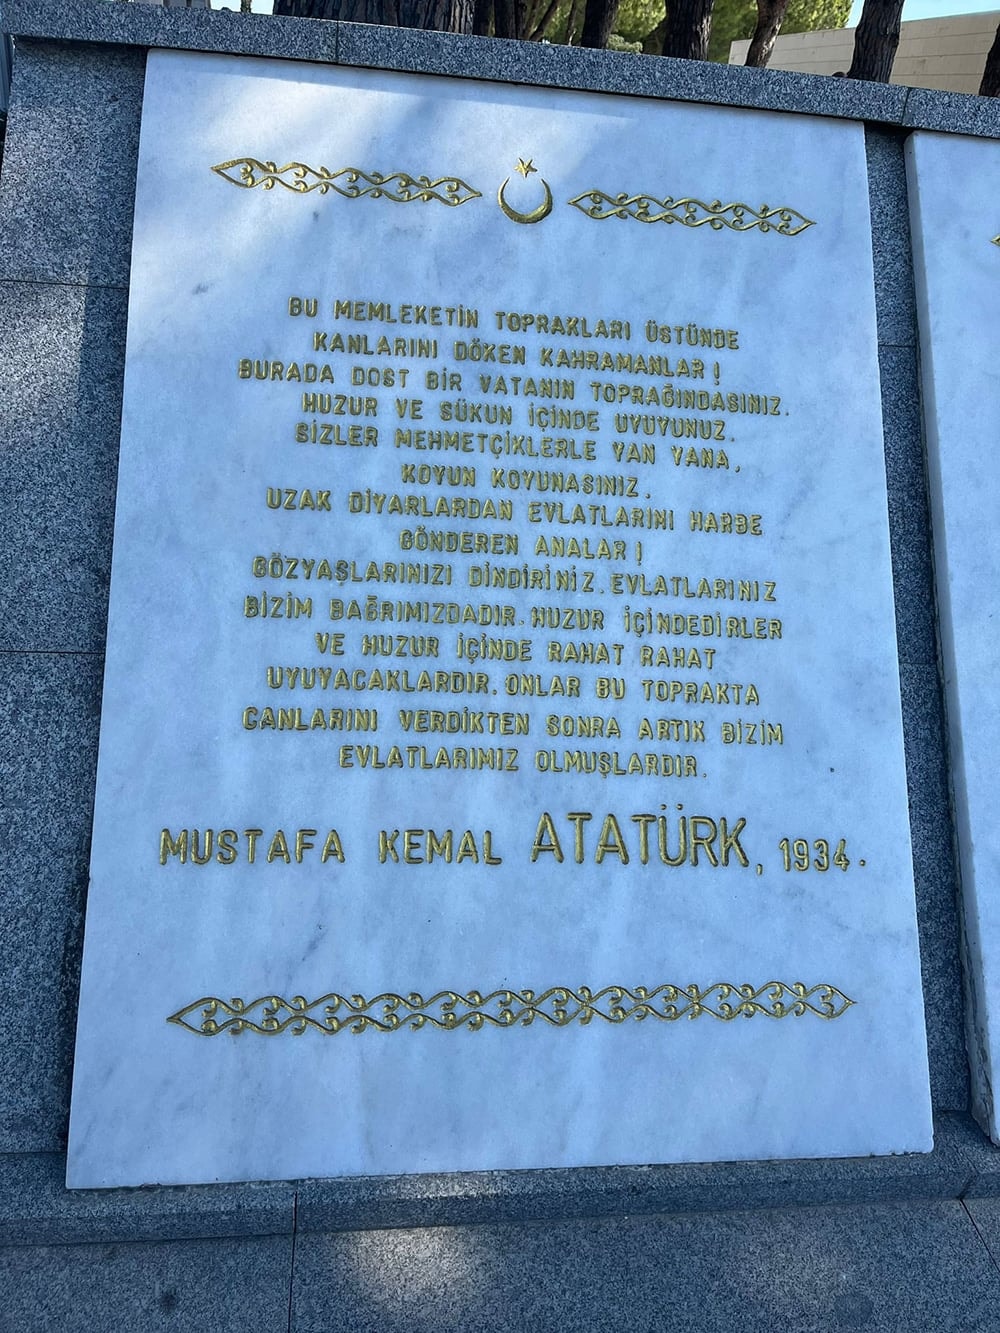 BU MEMLEKETİN TOPRAKLARI ÜSTÜNDE
KANLARINI DÖKEN KAHRAMANLAR!
BURADA DOST BİR VATANIN TOPRAĞINDASINIZ.
HUZUR VE SÜKUN İÇİNDE UYUYUNUZ.
SİZLER MEHMETÇİKLERLE YAN YANA,
KOYUN KOYUNASINIZ.
UZAK DİYARLARDAN EVLATLARINI HARBE
GÖNDEREN ANALAR!
GÖZYAŞLARINIZI DİNDİRİNİZ. EVLATLARINIZ
BİZİM BAĞRIMIZDADIR. HUZUR İÇİNDEDİRLER
VE HUZUR İÇİNDE RAHAT RAHAT
UYUYACAKLARDIR. ONLAR BU TOPRAKTA
CANLARINI VERDİKTEN SONRA ARTIK BİZİM
EVLATLARIMIZ OLMUŞLARDIR.
MUSTAFA KEMAL ATATÜRK, 1934.